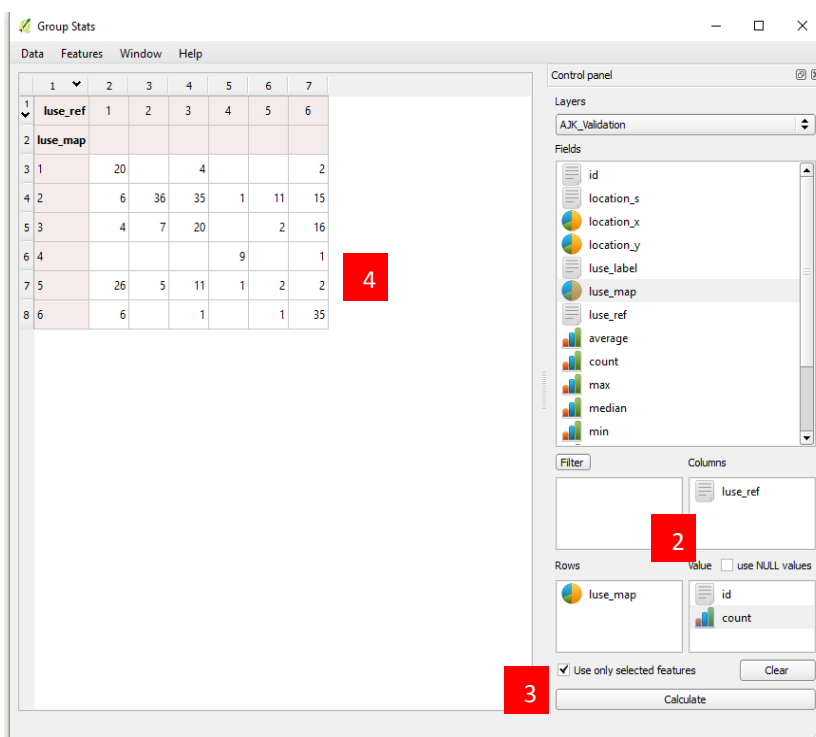 Group Stats
Data Features Window Help
1 2 3 4 5 6 7
1 luse_ref 1 2 3 4 5 6
2 luse_map
3 1 20 4 2
4 2 6 36 35 1 11 15
5 3 4 7 20 2 16
6 4 9 1
7 5 26 5 11 1 2 2
8 6 6 1 1 35
4
Control panel
Layers
AJK_Validation
Fields
id
location_s
location_x
location_y
luse_label
luse_map
luse_ref
average
count
max
median
min
Filter Columns
luse_ref
2
Rows Value use NULL values
luse_map id
count
Use only selected features Clear
3
Calculate